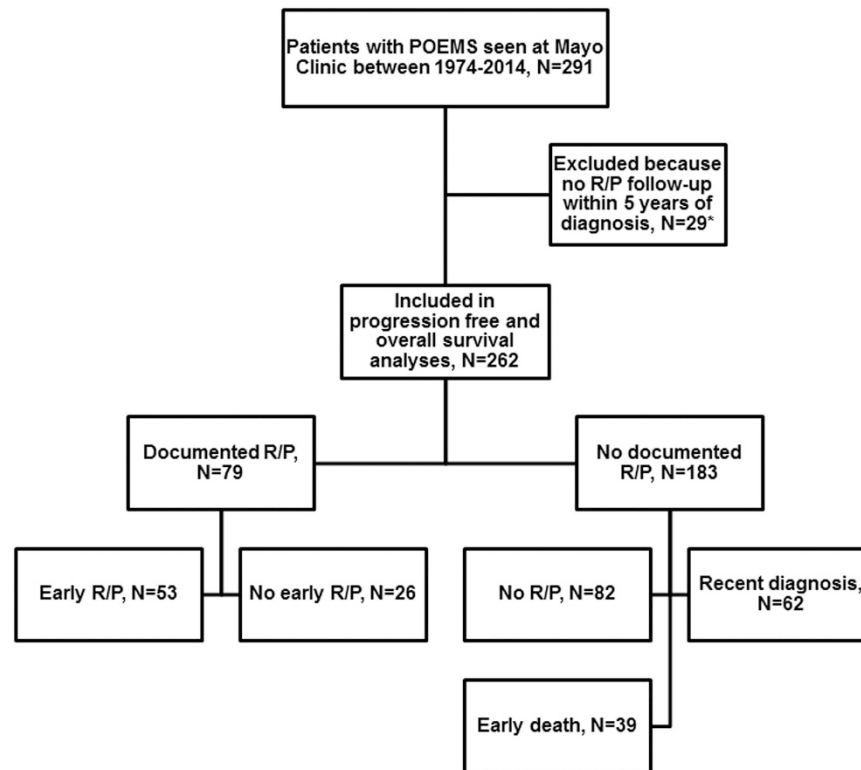 Patients with POEMS seen at Mayo
Clinic between 1974-2014, N=291
Excluded because
no R/P follow-up
within 5 years of
diagnosis, N=29*
Included in
progression free and
overall survival
analyses, N=262
Documented R/P,
N=79
No documented
R/P, N=183
Early R/P, N=53
No early R/P, N=26
No R/P, N=82
Recent diagnosis,
N=62
Early death, N=39